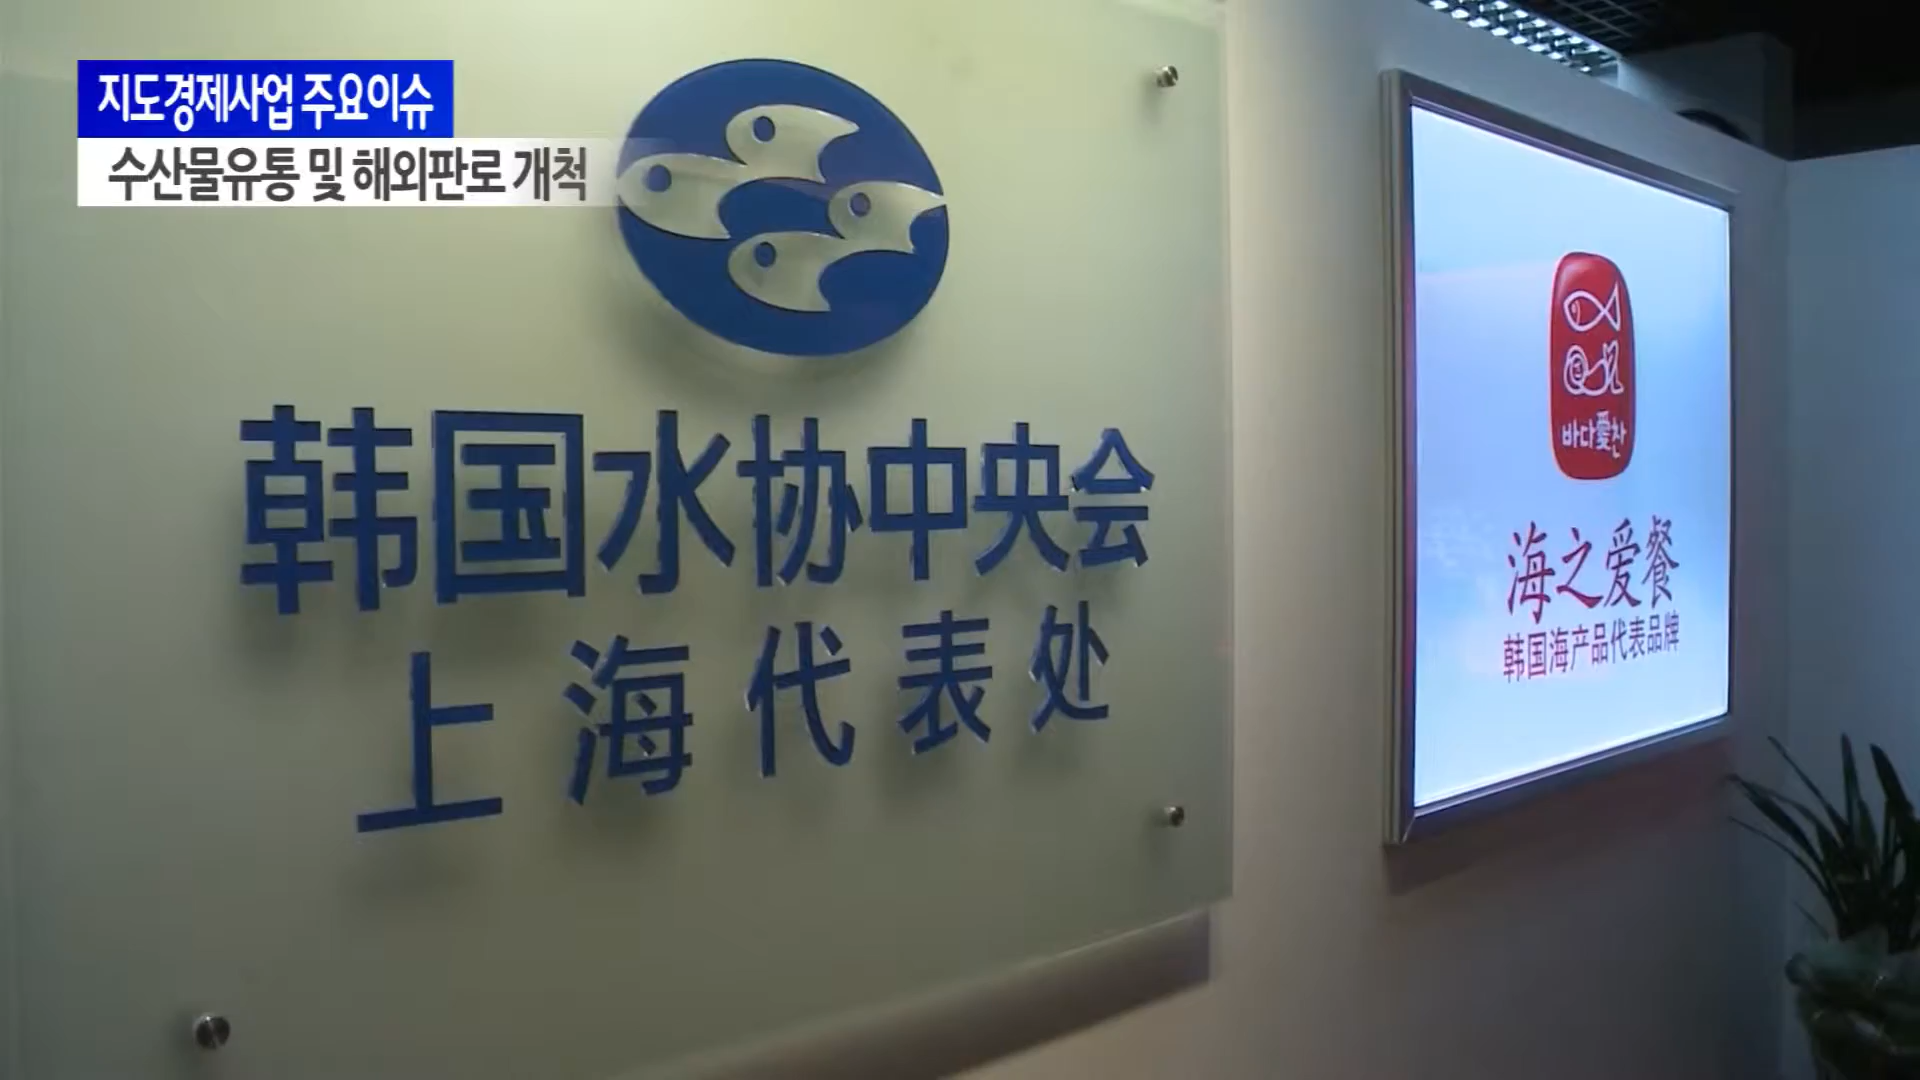 지도경제사업 주요이슈
수산물유통 및 해외판로 개척
韩国水协中央会
上海代表处
바다愛찬
海之爱餐
韩国海产品代表品牌